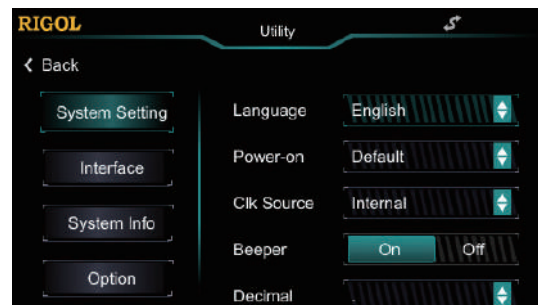 RIGOL
Utility
Back
System Setting
Interface
System Info
Option
Language English
Power-on Default
Clk Source Internal
Beeper On Off
Decimal .